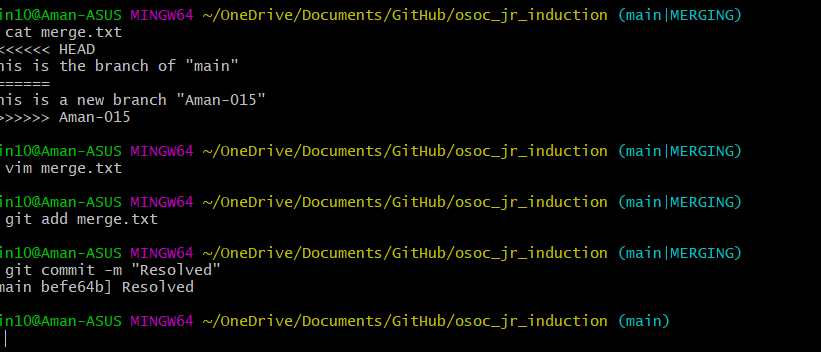 in10@Aman-ASUS MINGW64 ~/OneDrive/Documents/GitHub/osoc_jr_induction (main|MERGING)
cat merge.txt
<<<<<< HEAD
his is the branch of "main"
======
his is a new branch "Aman-015"
>>>>>> Aman-015
in10@Aman-ASUS MINGW64 ~/OneDrive/Documents/GitHub/osoc_jr_induction (main|MERGING)
vim merge.txt
in10@Aman-ASUS MINGW64 ~/OneDrive/Documents/GitHub/osoc_jr_induction (main|MERGING)
git add merge.txt
in10@Aman-ASUS MINGW64 ~/OneDrive/Documents/GitHub/osoc_jr_induction (main|MERGING)
git commit -m "Resolved"
main befe64b] Resolved
in10@Aman-ASUS MINGW64 ~/OneDrive/Documents/GitHub/osoc_jr_induction (main)